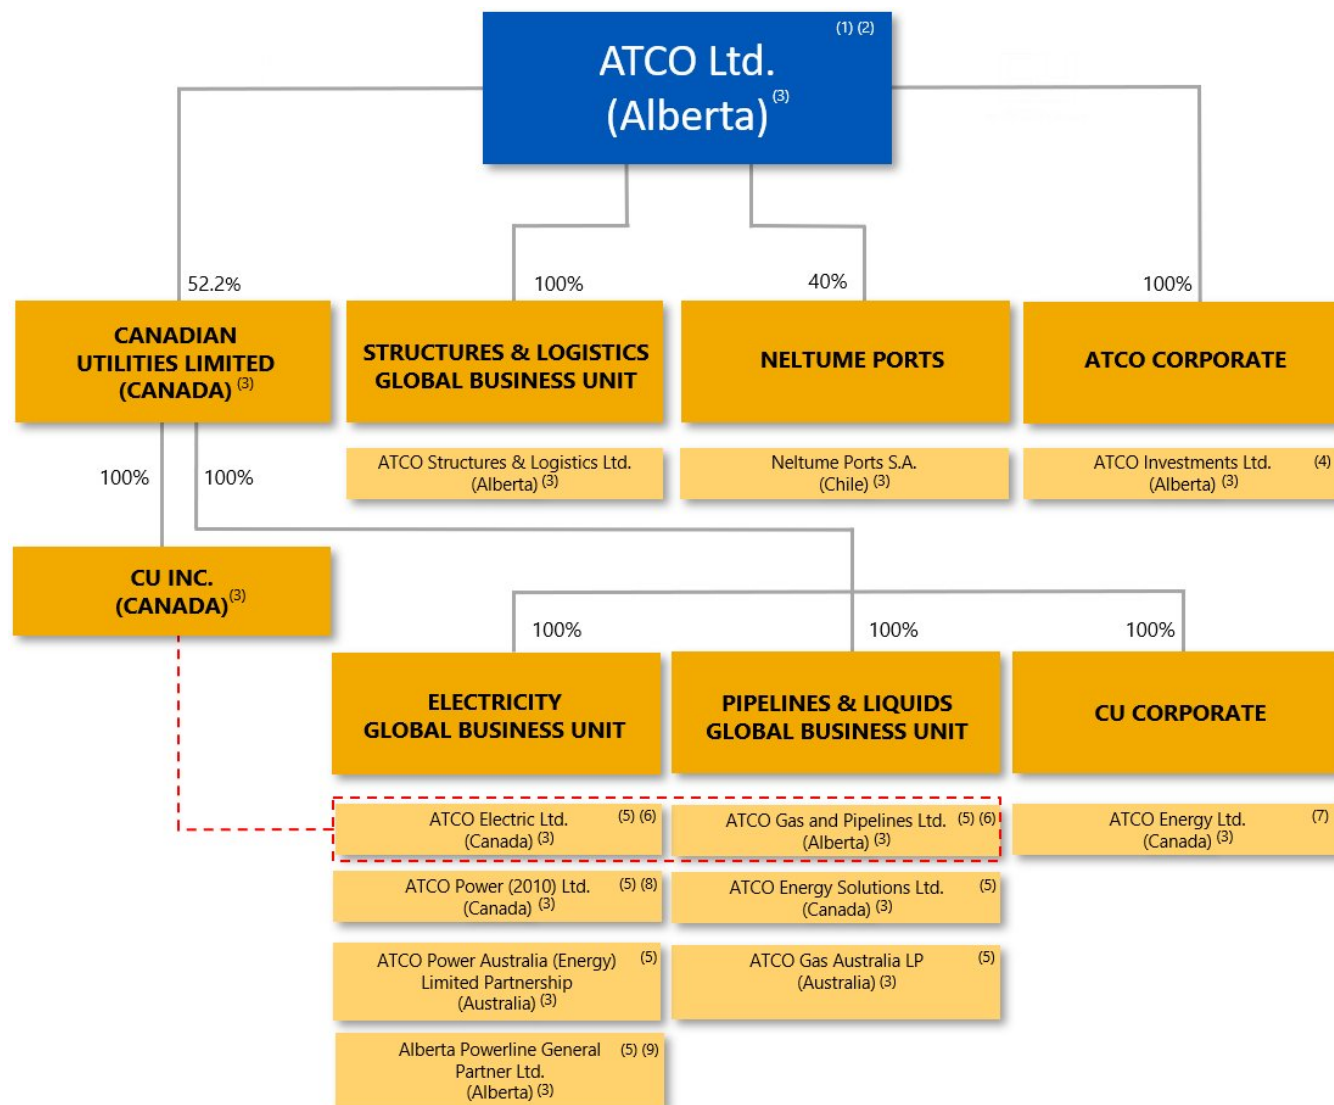 (1) (2)
ATCO Ltd.
(Alberta) (3)
52.2%
100%
40%
100%
CANADIAN
UTILITIES LIMITED
(CANADA) (3)
STRUCTURES & LOGISTICS
GLOBAL BUSINESS UNIT
NELTUME PORTS
ATCO CORPORATE
ATCO Structures & Logistics Ltd.
(Alberta) (3)
Neltume Ports S.A.
(Chile) (3)
ATCO Investments Ltd. (4)
(Alberta) (3)
100%
100%
CU INC.
(CANADA) (3)
100%
100%
100%
ELECTRICITY
GLOBAL BUSINESS UNIT
PIPELINES & LIQUIDS
GLOBAL BUSINESS UNIT
CU CORPORATE
ATCO Electric Ltd. (5) (6)
(Canada) (3)
ATCO Gas and Pipelines Ltd. (5) (6)
(Alberta) (3)
ATCO Energy Ltd. (7)
(Canada) (3)
ATCO Power (2010) Ltd. (5) (8)
(Canada) (3)
ATCO Energy Solutions Ltd. (5)
(Canada) (3)
ATCO Power Australia (Energy) (5)
Limited Partnership
(Australia) (3)
ATCO Gas Australia LP (5)
(Australia) (3)
Alberta Powerline General (5) (9)
Partner Ltd.
(Alberta) (3)